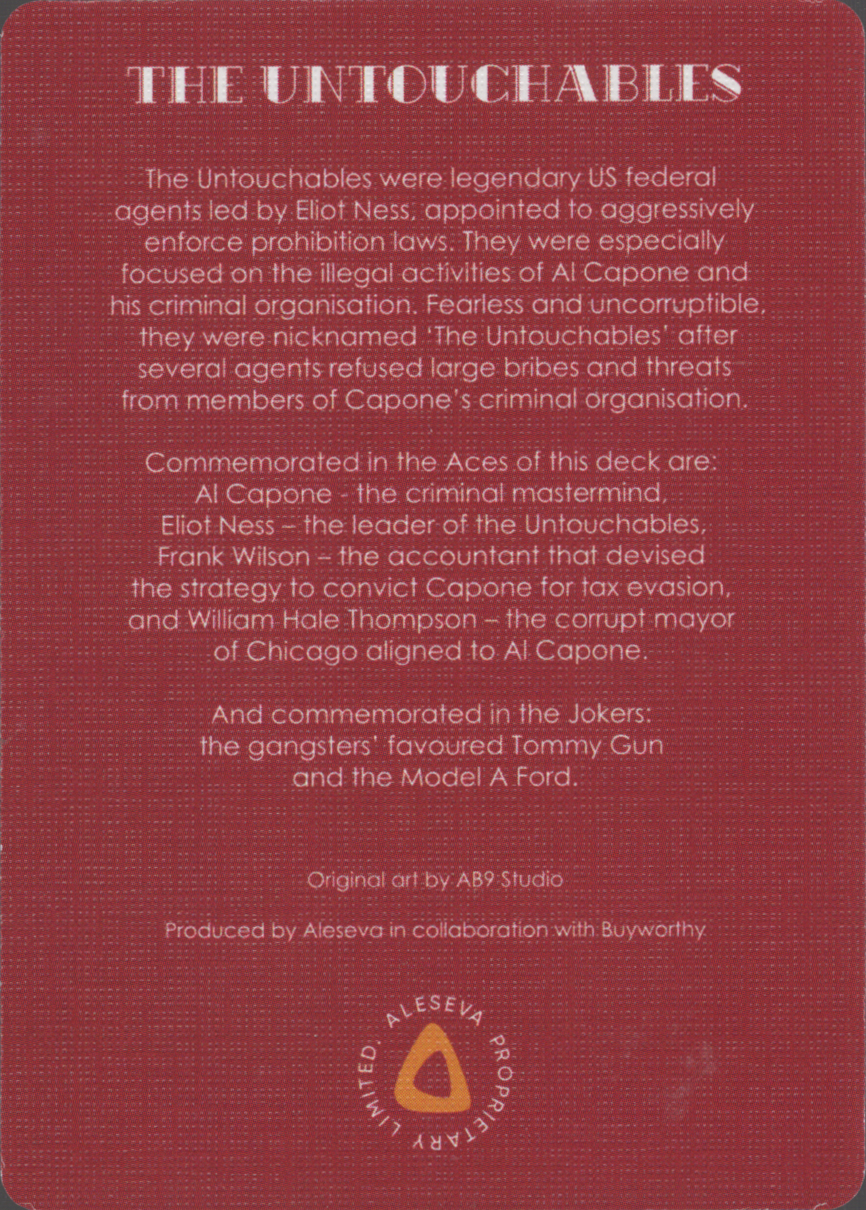 THE UNTOUCHABLES
The Untouchables were legendary US federal
agents led by Eliot Ness, appointed to aggressively
enforce prohibition laws. They were especially
focused on the illegal activities of Al Capone and
his criminal organisation. Fearless and uncorruptible,
they were nicknamed ‘The Untouchables’ after
several agents refused large bribes and threats
from members of Capone’s criminal organisation.
Commemorated in the Aces of this deck are:
Al Capone - the criminal mastermind,
Eliot Ness – the leader of the Untouchables,
Frank Wilson – the accountant that devised
the strategy to convict Capone for tax evasion,
and William Hale Thompson – the corrupt mayor
of Chicago aligned to Al Capone.
And commemorated in the Jokers:
the gangsters’ favoured Tommy Gun
and the Model A Ford.
Original art by AB9 Studio
Produced by Aleseva in collaboration with Buyworthy
ALESEVA PROPRIETARY LIMITED.